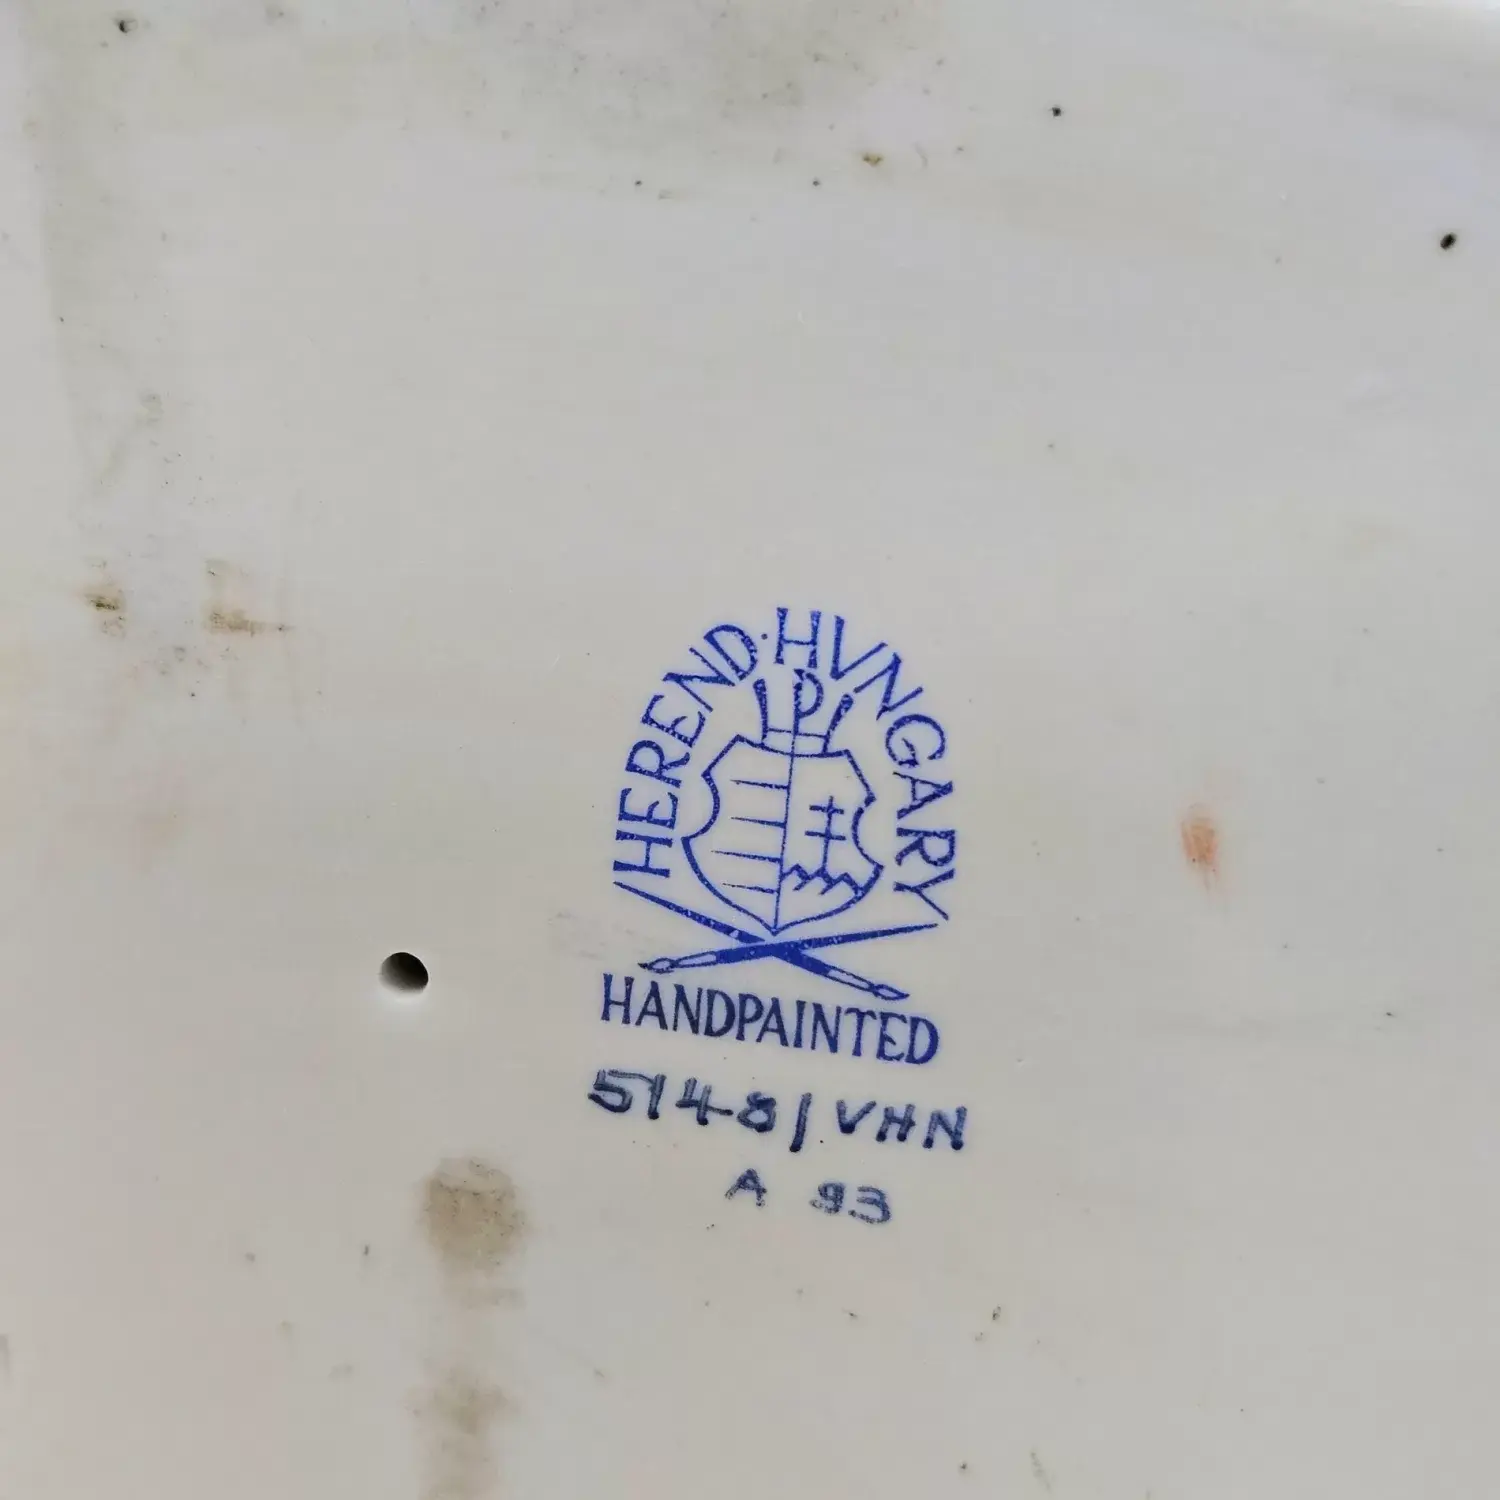 HEREND·HVNGARY
HANDPAINTED
5148/VHN
A 93